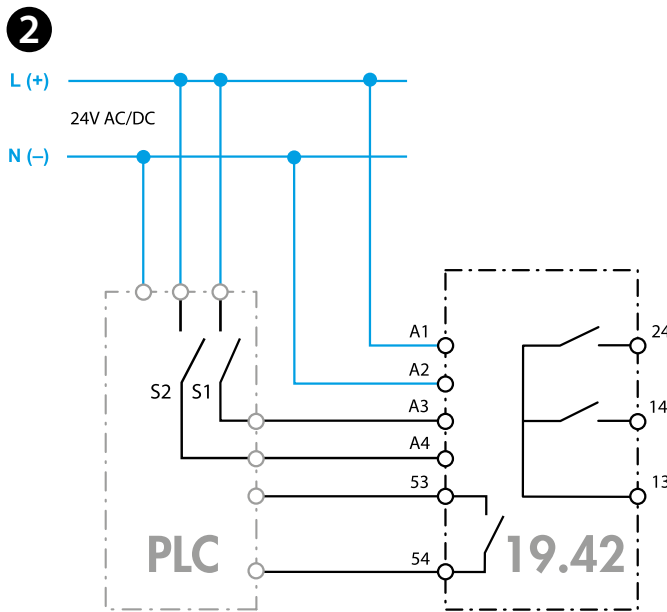 2
L (+)
24V AC/DC
N (–)
A1
24
A2
S2 S1
A3
14
A4
53
13
PLC
54
19.42